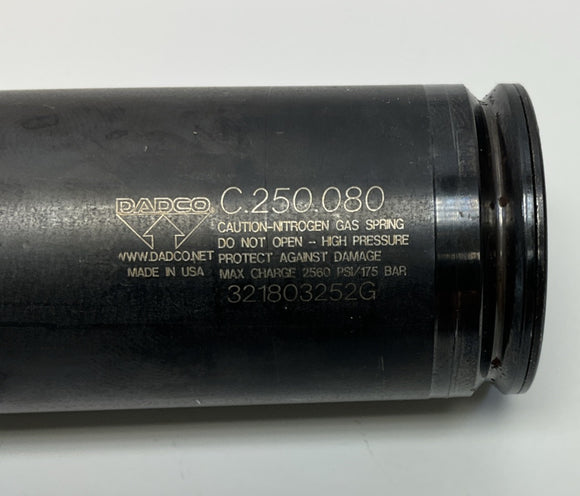 DADCO
C.250.080
CAUTION-NITROGEN GAS SPRING
DO NOT OPEN - HIGH PRESSURE
WWW.DADCO.NET
PROTECT AGAINST DAMAGE
MADE IN USA
MAX CHARGE 2560 PSI/175 BAR
321803252G